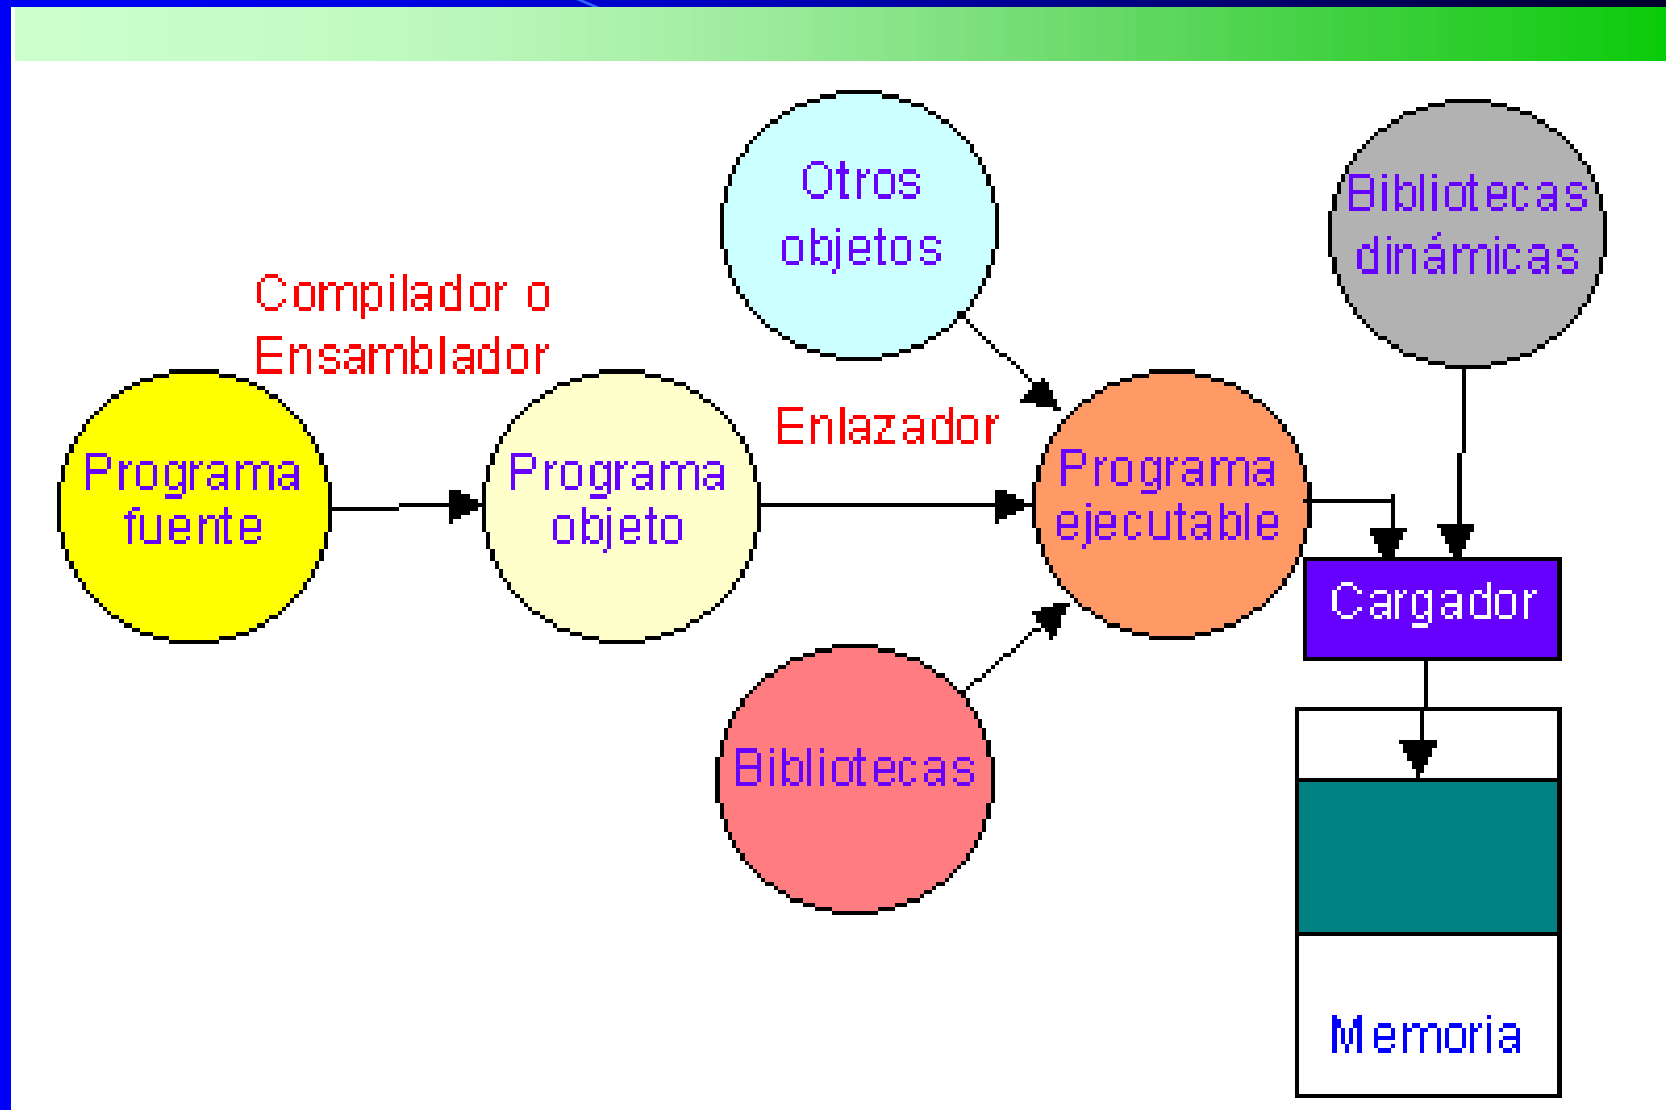 Otros
objetos
Bibliotecas
dinámicas
Compilador o
Ensamblador
Enlazador
Programa
fuente
Programa
objeto
Programa
ejecutable
Cargador
Bibliotecas
Memoria